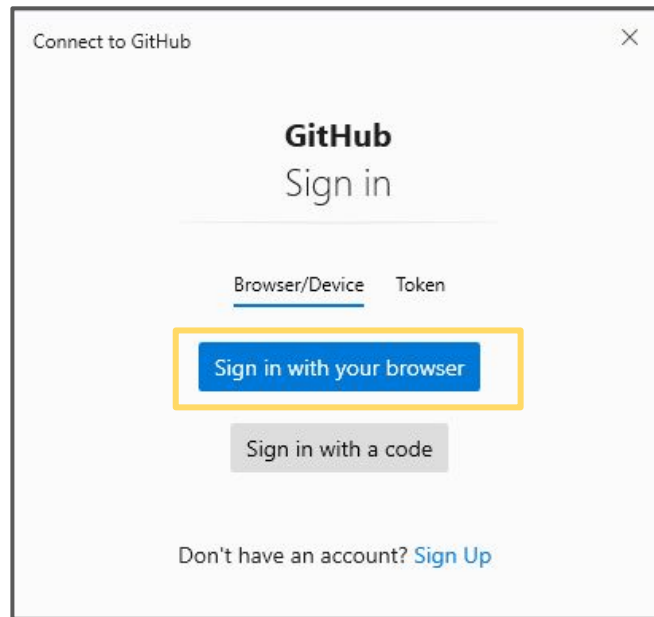 Connect to GitHub
GitHub
Sign in
Browser/Device Token
Sign in with your browser
Sign in with a code
Don't have an account? Sign Up